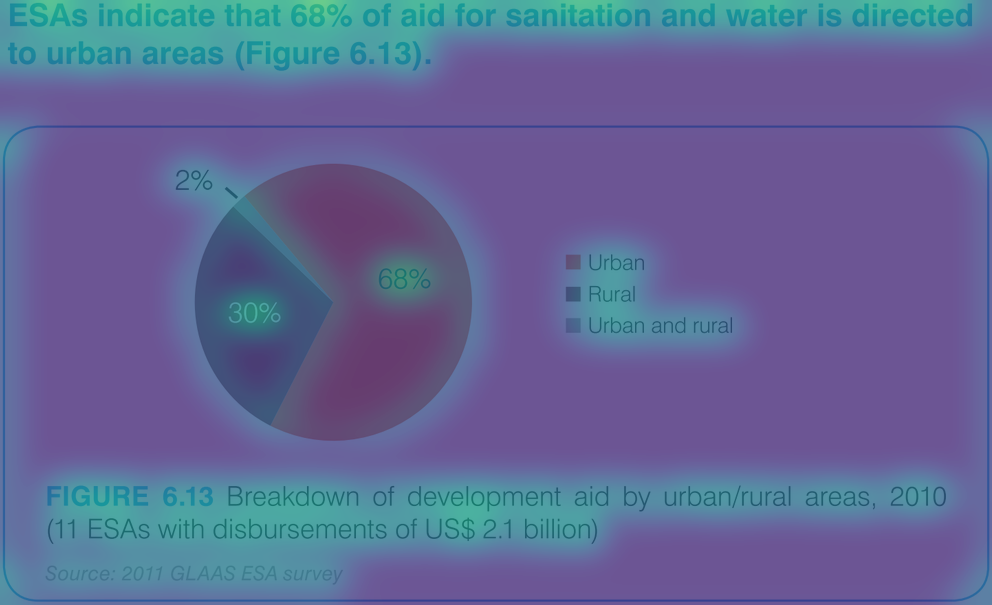 ESAs indicate that 68% of aid for sanitation and water is directed
to urban areas (Figure 6.13).
2%
68%
30%
Urban
Rural
Urban and rural
FIGURE 6.13 Breakdown of development aid by urban/rural areas, 2010
(11 ESAs with disbursements of US$ 2.1 billion)
Source: 2011 GLAAS ESA survey